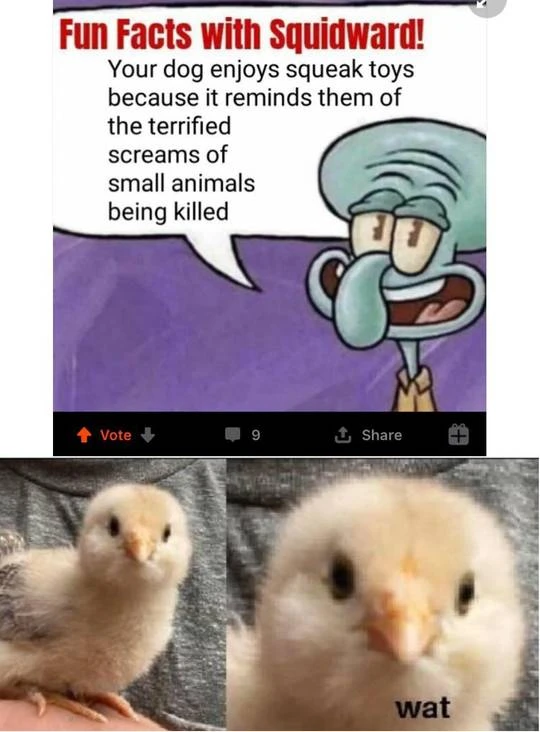 Fun Facts with Squidward!
Your dog enjoys squeak toys
because it reminds them of
the terrified
screams of
small animals
being killed
Vote
9
Share
wat